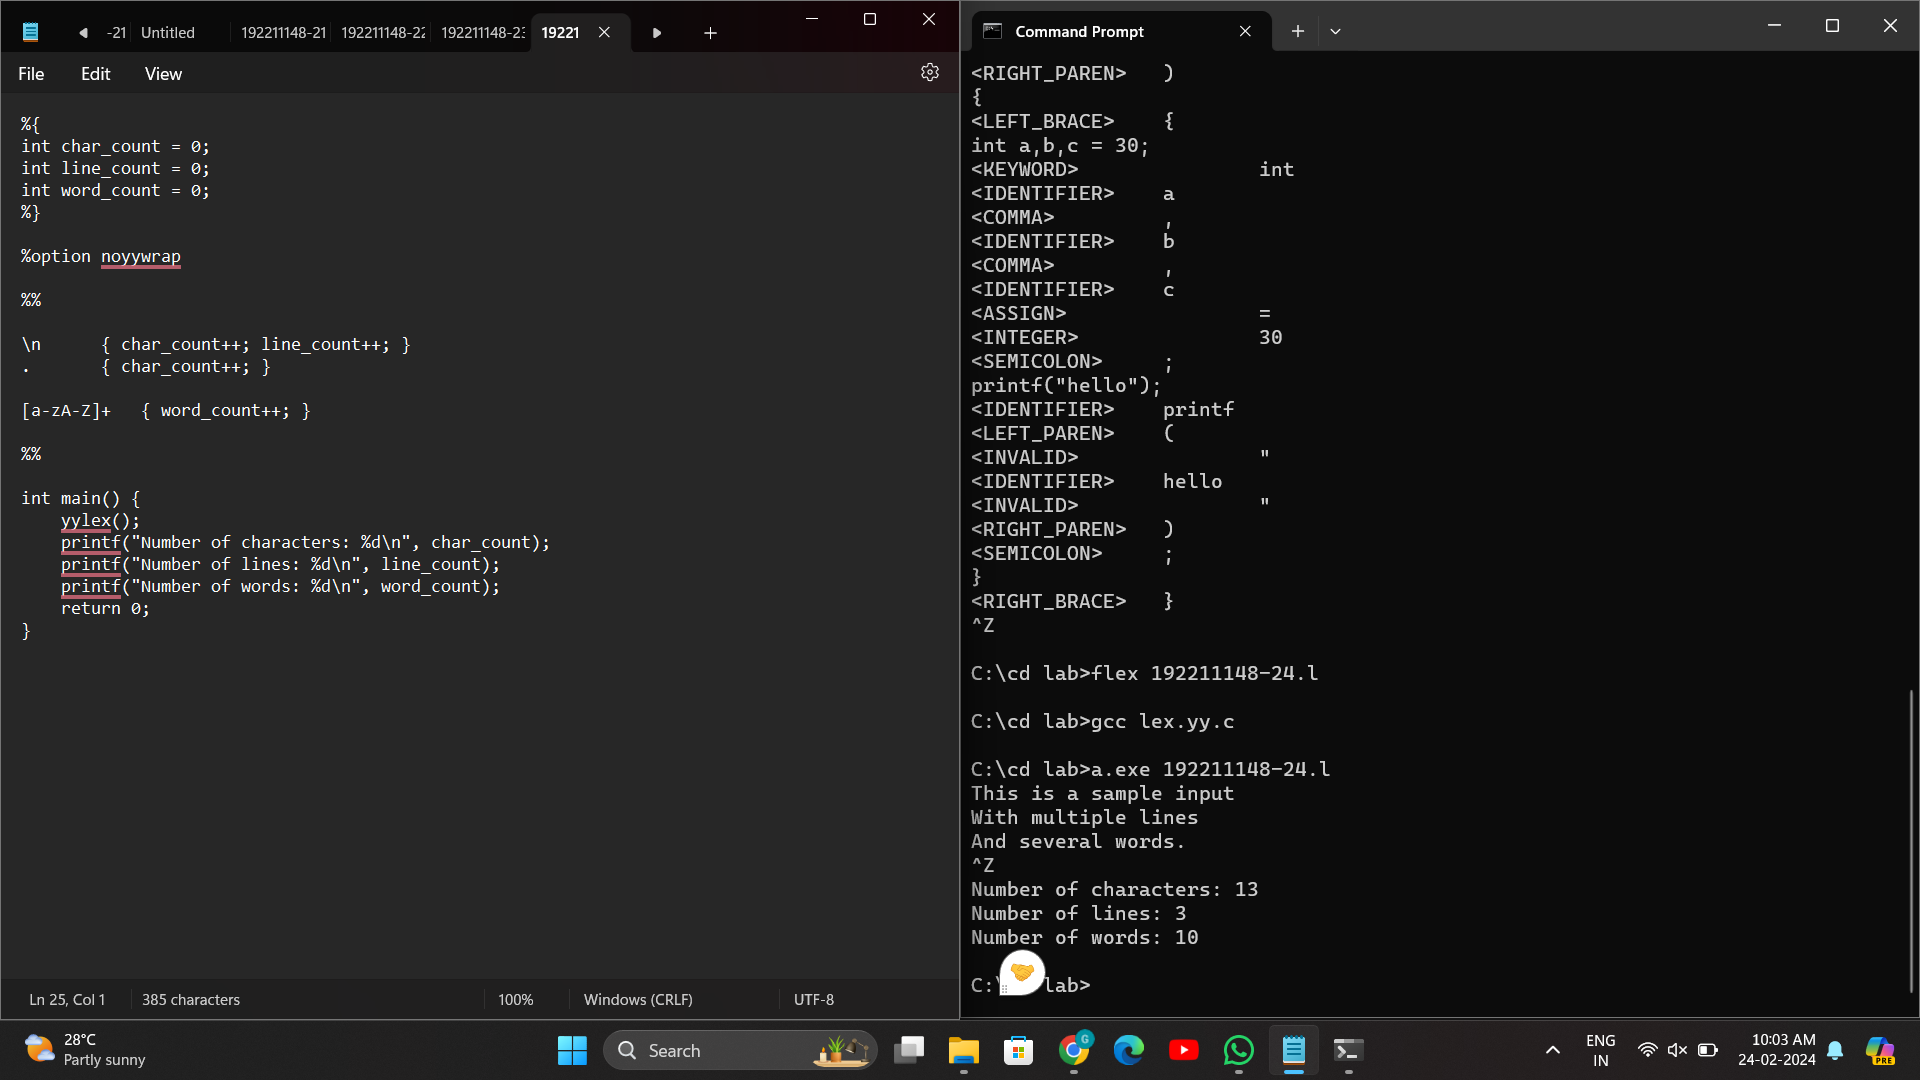 -21 Untitled 192211148-21 192211148-22 192211148-23 19221
File Edit View
%{
int char_count = 0;
int line_count = 0;
int word_count = 0;
%}
%option noyywrap
%%
\n { char_count++; line_count++; }
. { char_count++; }
[a-zA-Z]+ { word_count++; }
%%
int main() {
yylex();
printf("Number of characters: %d\n", char_count);
printf("Number of lines: %d\n", line_count);
printf("Number of words: %d\n", word_count);
return 0;
}
Ln 25, Col 1 385 characters 100% Windows (CRLF) UTF-8
Command Prompt
<RIGHT_PAREN> )
{
<LEFT_BRACE> {
int a,b,c = 30;
<KEYWORD> int
<IDENTIFIER> a
<COMMA> ,
<IDENTIFIER> b
<COMMA> ,
<IDENTIFIER> c
<ASSIGN> =
<INTEGER> 30
<SEMICOLON> ;
printf("hello");
<IDENTIFIER> printf
<LEFT_PAREN> (
<INVALID> "
<IDENTIFIER> hello
<INVALID> "
<RIGHT_PAREN> )
<SEMICOLON> ;
}
<RIGHT_BRACE> }
^Z
C:\cd lab>flex 192211148-24.l
C:\cd lab>gcc lex.yy.c
C:\cd lab>a.exe 192211148-24.l
This is a sample input
With multiple lines
And several words.
^Z
Number of characters: 13
Number of lines: 3
Number of words: 10
C:\ lab>
28°C
Partly sunny
Search
G
ENG
IN
10:03 AM
24-02-2024
PRE